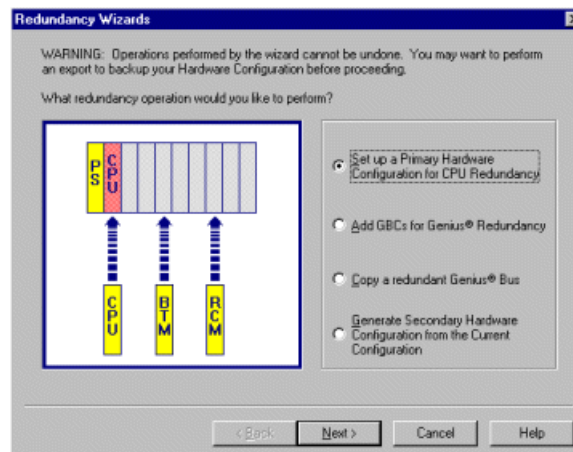 Redundancy Wizards
WARNING: Operations performed by the wizard cannot be undone. You may want to perform
an export to backup your Hardware Configuration before proceeding.
What redundancy operation would you like to perform?
PS
CPU
CPU
BTM
RCM
Set up a Primary Hardware
Configuration for CPU Redundancy
Add GBCs for Genius® Redundancy
Copy a redundant Genius® Bus
Generate Secondary Hardware
Configuration from the Current
Configuration
< Back
Next >
Cancel
Help